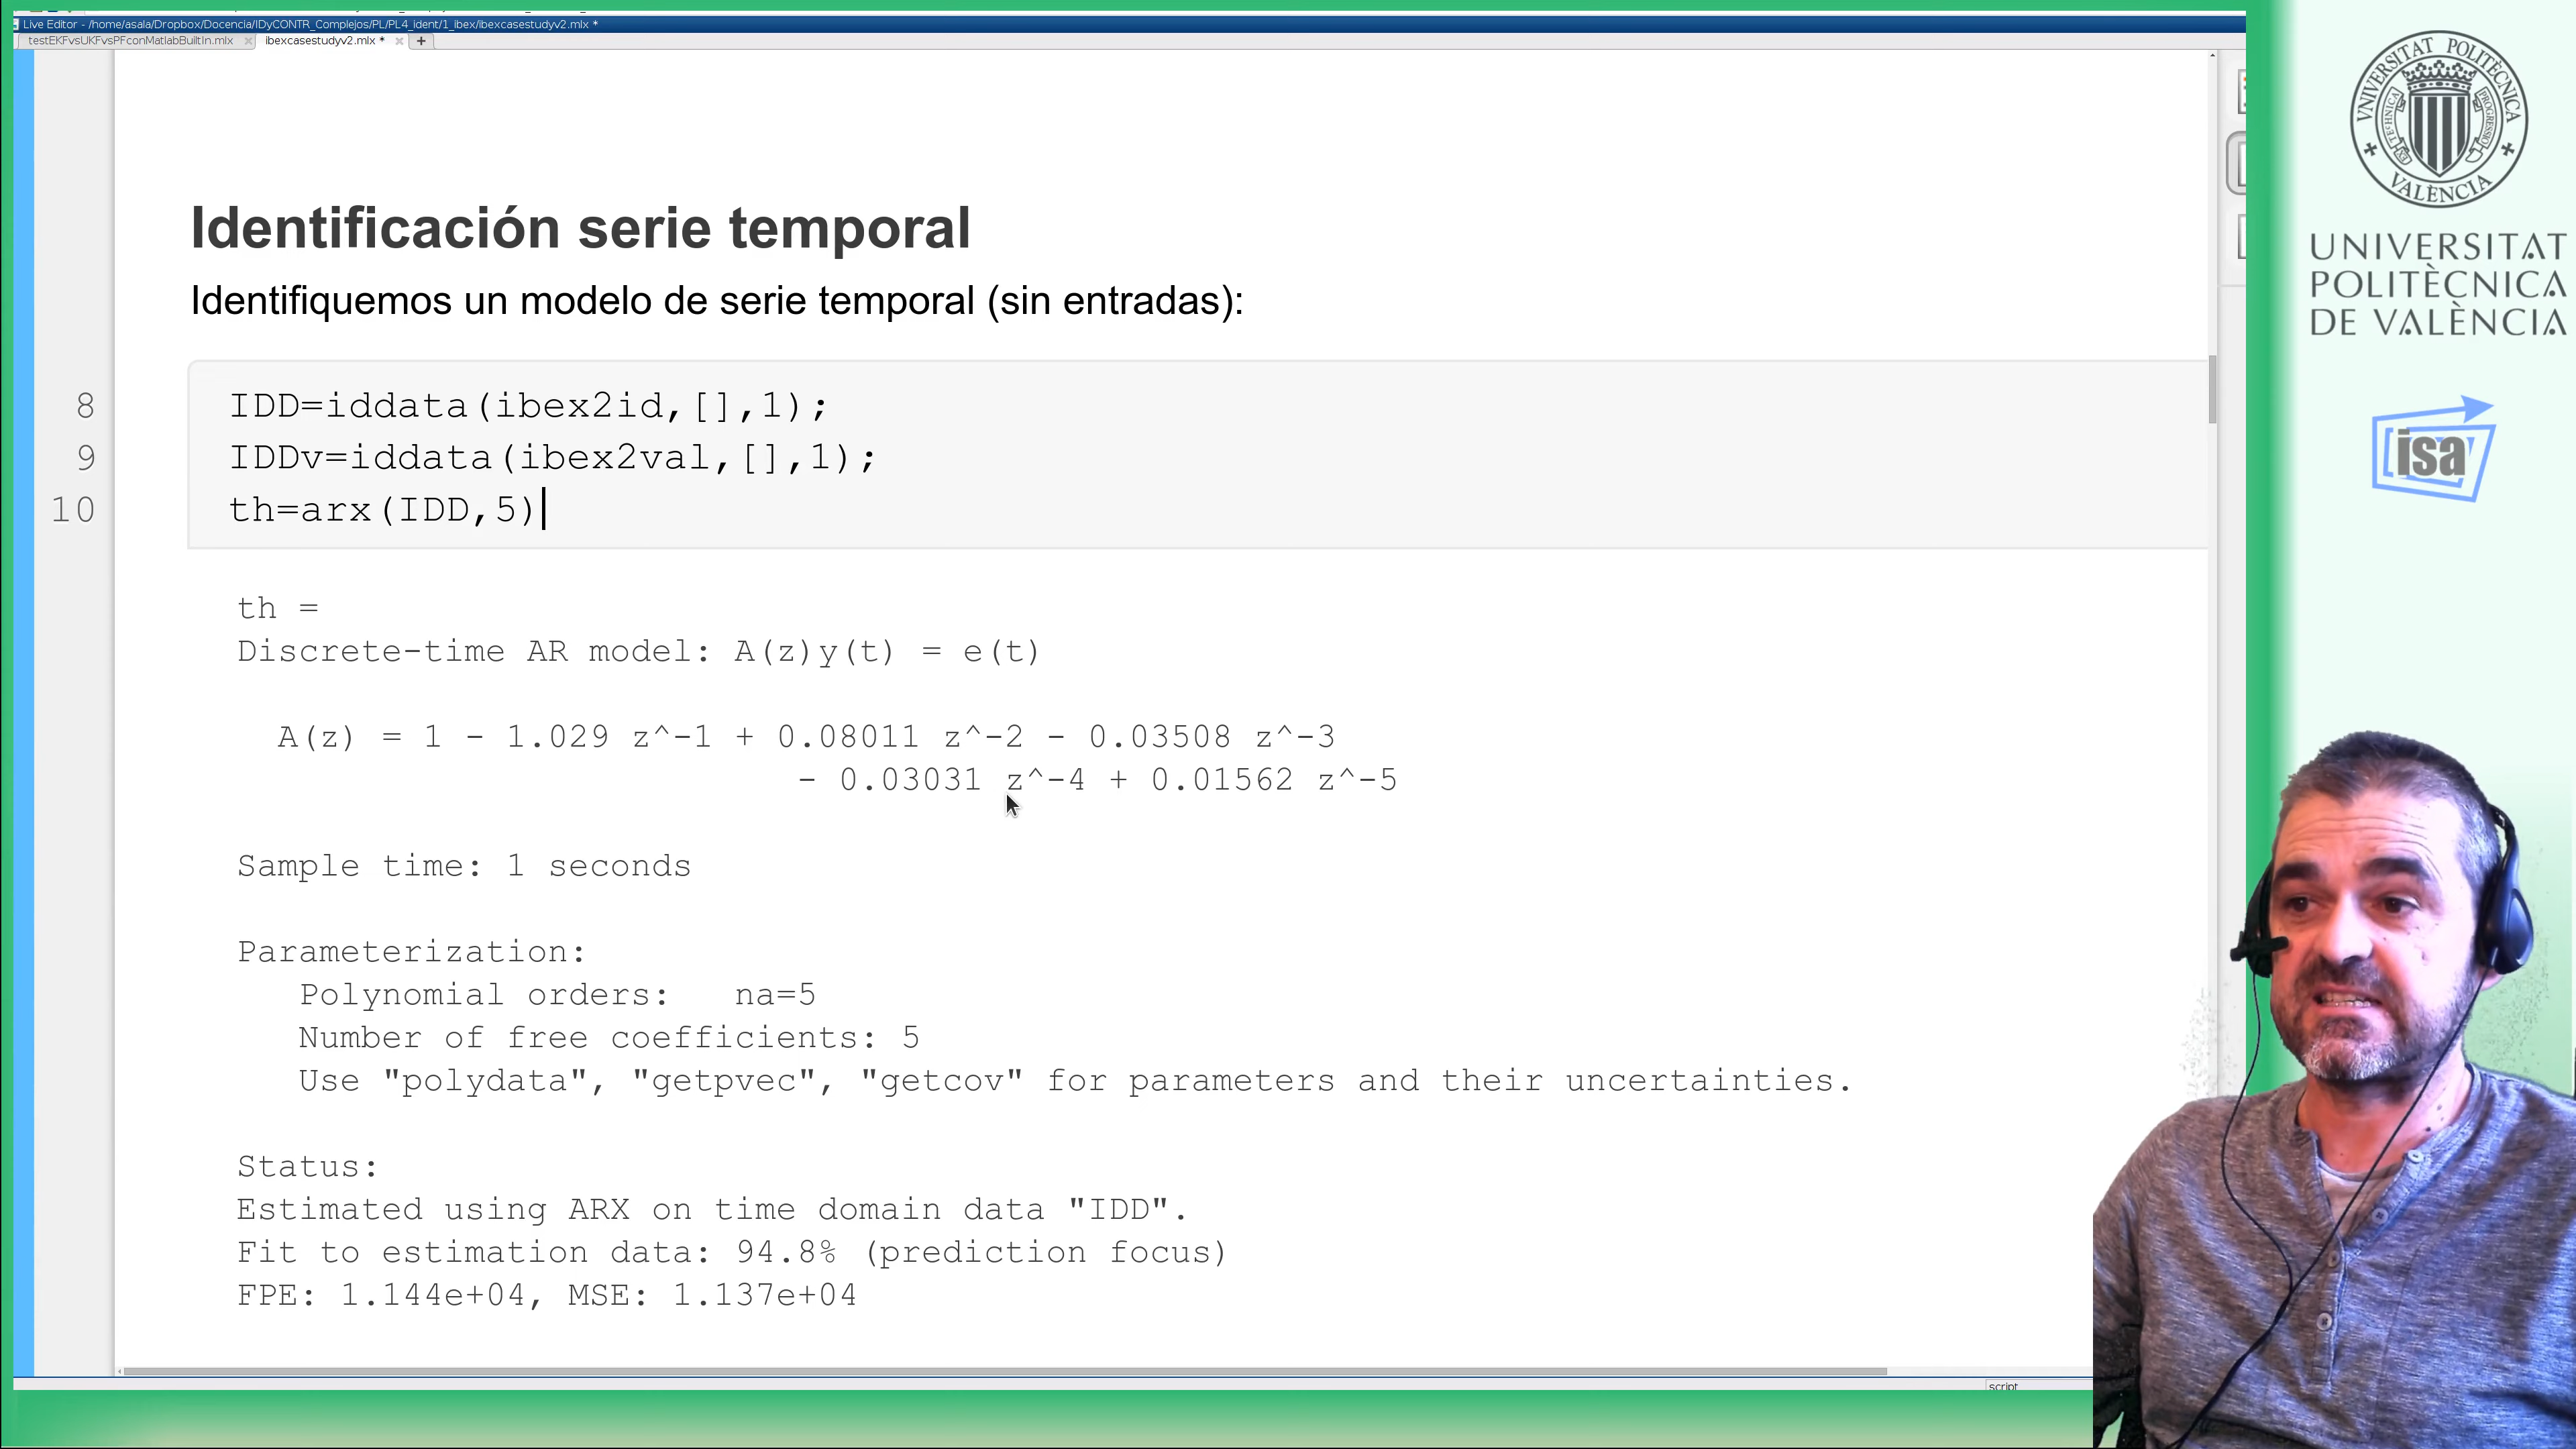 Live Editor - /home/asala/Dropbox/Docencia/IDyCONTR_Complejos/PL/PL4_ident/1_ibex/ibexcasestudyv2.mlx *
testEKFvsUKFvsPFconMatlabBuiltIn.mlx
ibexcasestudyv2.mlx *
Identificación serie temporal
Identifiquemos un modelo de serie temporal (sin entradas):
8 IDD=iddata(ibex2id,[],1);
9 IDDv=iddata(ibex2val,[],1);
10 th=arx(IDD,5)
th =
Discrete-time AR model: A(z)y(t) = e(t)
A(z) = 1 - 1.029 z^-1 + 0.08011 z^-2 - 0.03508 z^-3
- 0.03031 z^-4 + 0.01562 z^-5
Sample time: 1 seconds
Parameterization:
Polynomial orders: na=5
Number of free coefficients: 5
Use "polydata", "getpvec", "getcov" for parameters and their uncertainties.
Status:
Estimated using ARX on time domain data "IDD".
Fit to estimation data: 94.8% (prediction focus)
FPE: 1.144e+04, MSE: 1.137e+04
script
UNIVERSITAT POLITÈCNICA
VALÈNCIA
UNIVERSITAT
POLITÈCNICA
DE VALÈNCIA
isa